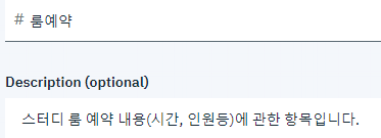 # 룸예약
Description (optional)
스터디 룸 예약 내용(시간, 인원등)에 관한 항목입니다.